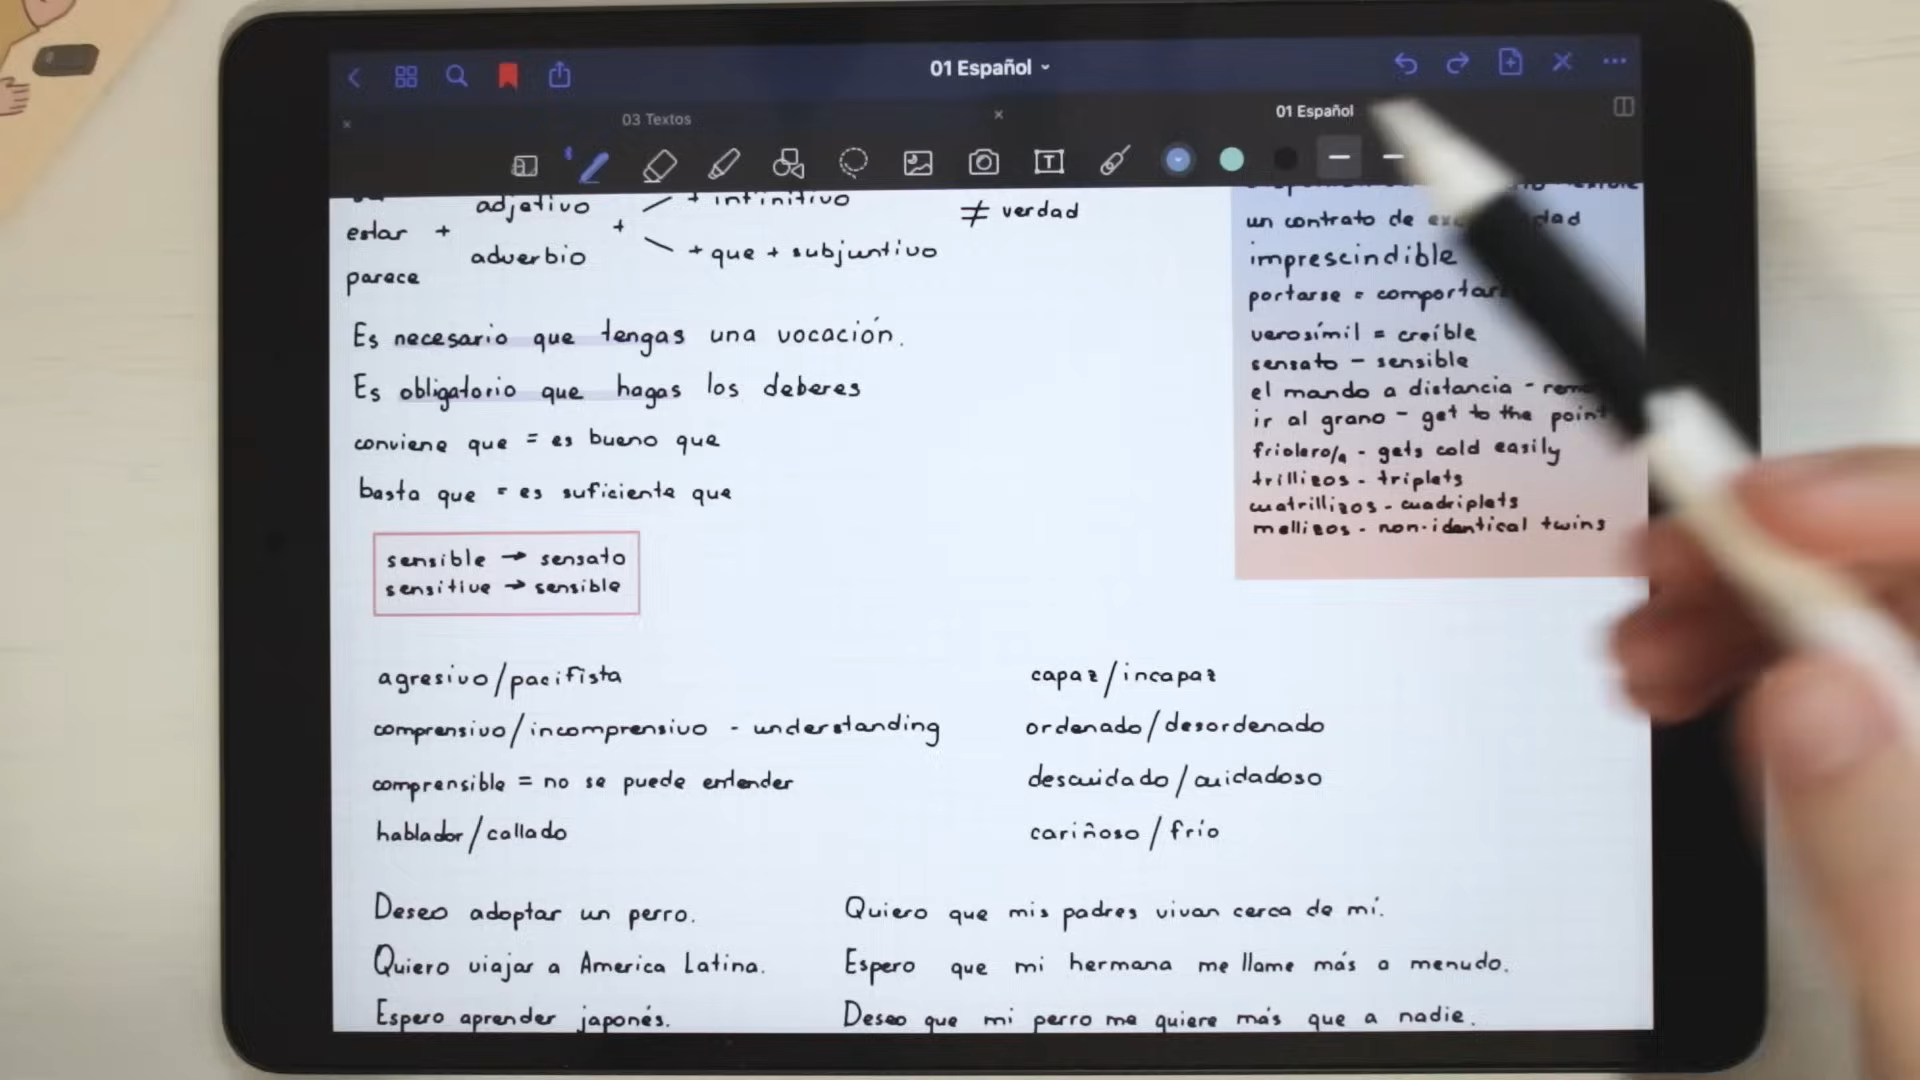 01 Español
03 Textos
01 Español
adjetivo + infinitivo ≠ verdad
estar + +
adverbio + que + subjuntivo
parece
Es necesario que tengas una vocación.
Es obligatorio que hagas los deberes
conviene que = es bueno que
basta que = es suficiente que
sensible → sensato
sensitive → sensible
un contrato de
imprescindible
portarse =
verosímil = creíble
sensato - sensible
el mando a distancia -
ir al grano - get to the point
friolero/a - gets cold easily
trillizos - triplets
cuatrillizos - cuadriplets
mellizos - non-identical twins
agresivo/pacifista
comprensivo/incomprensivo - understanding
comprensible = no se puede entender
hablador/callado
capaz/incapaz
ordenado/desordenado
descuidado/cuidadoso
cariñoso/frío
Deseo adoptar un perro.
Quiero viajar a America Latina.
Espero aprender japonés.
Quiero que mis padres vivan cerca de mí.
Espero que mi hermana me llame más a menudo.
Deseo que mi perro me quiere más que a nadie.